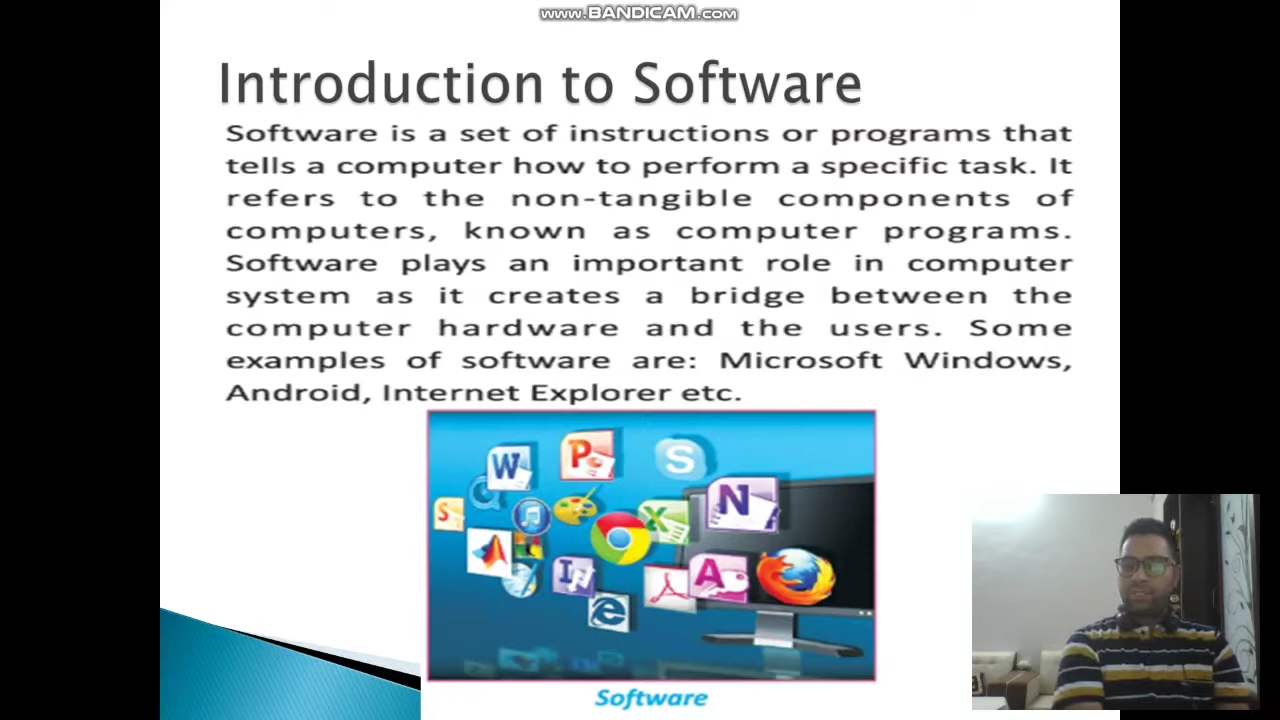 www.BANDICAM.com
Introduction to Software
Software is a set of instructions or programs that
tells a computer how to perform a specific task. It
refers to the non-tangible components of
computers, known as computer programs.
Software plays an important role in computer
system as it creates a bridge between the
computer hardware and the users. Some
examples of software are: Microsoft Windows,
Android, Internet Explorer etc.
W
P
S
S
X
N
I
A
e
Software